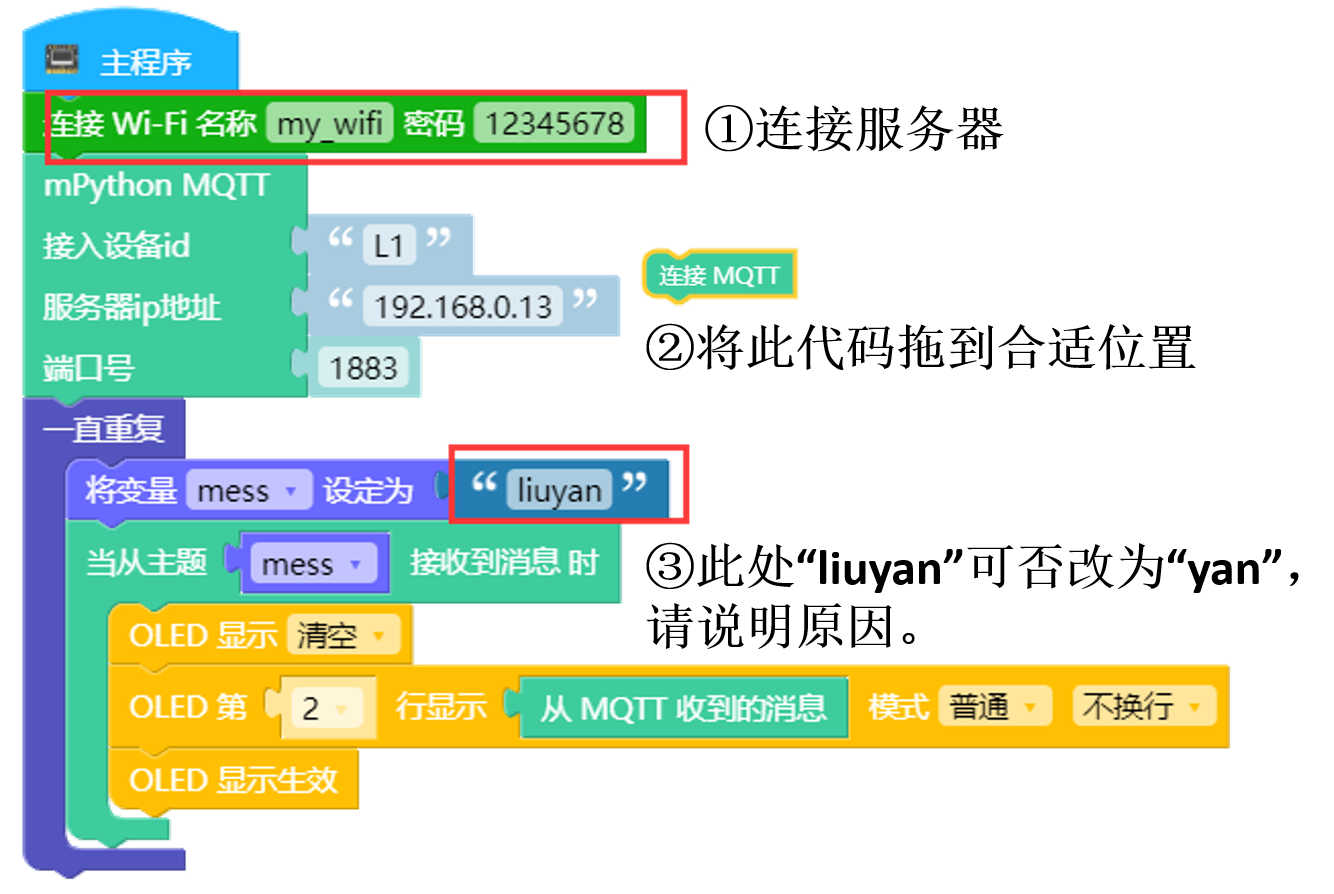 主程序
连接 Wi-Fi 名称 my_wifi 密码 12345678
①连接服务器
mPython MQTT
接入设备id “ L1 ”
服务器ip地址 “ 192.168.0.13 ”
端口号 1883
连接 MQTT
②将此代码拖到合适位置
一直重复
将变量 mess 设定为 “ liuyan ”
当从主题 mess 接收到消息 时
③此处“liuyan”可否改为“yan”，
请说明原因。
OLED 显示 清空
OLED 第 2 行显示 从 MQTT 收到的消息 模式 普通 不换行
OLED 显示生效